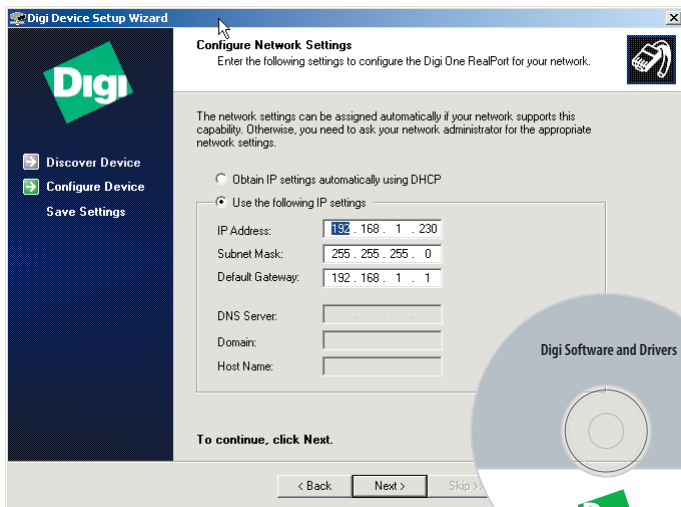 Digi Device Setup Wizard
Configure Network Settings
Enter the following settings to configure the Digi One RealPort for your network.
Digi
The network settings can be assigned automatically if your network supports this
capability. Otherwise, you need to ask your network administrator for the appropriate
network settings.
Discover Device
Configure Device
Save Settings
Obtain IP settings automatically using DHCP
Use the following IP settings
IP Address: 192 . 168 . 1 . 230
Subnet Mask: 255 . 255 . 255 . 0
Default Gateway: 192 . 168 . 1 . 1
DNS Server:
Domain:
Host Name:
Digi Software and Drivers
To continue, click Next.
< Back
Next >
Skip >>